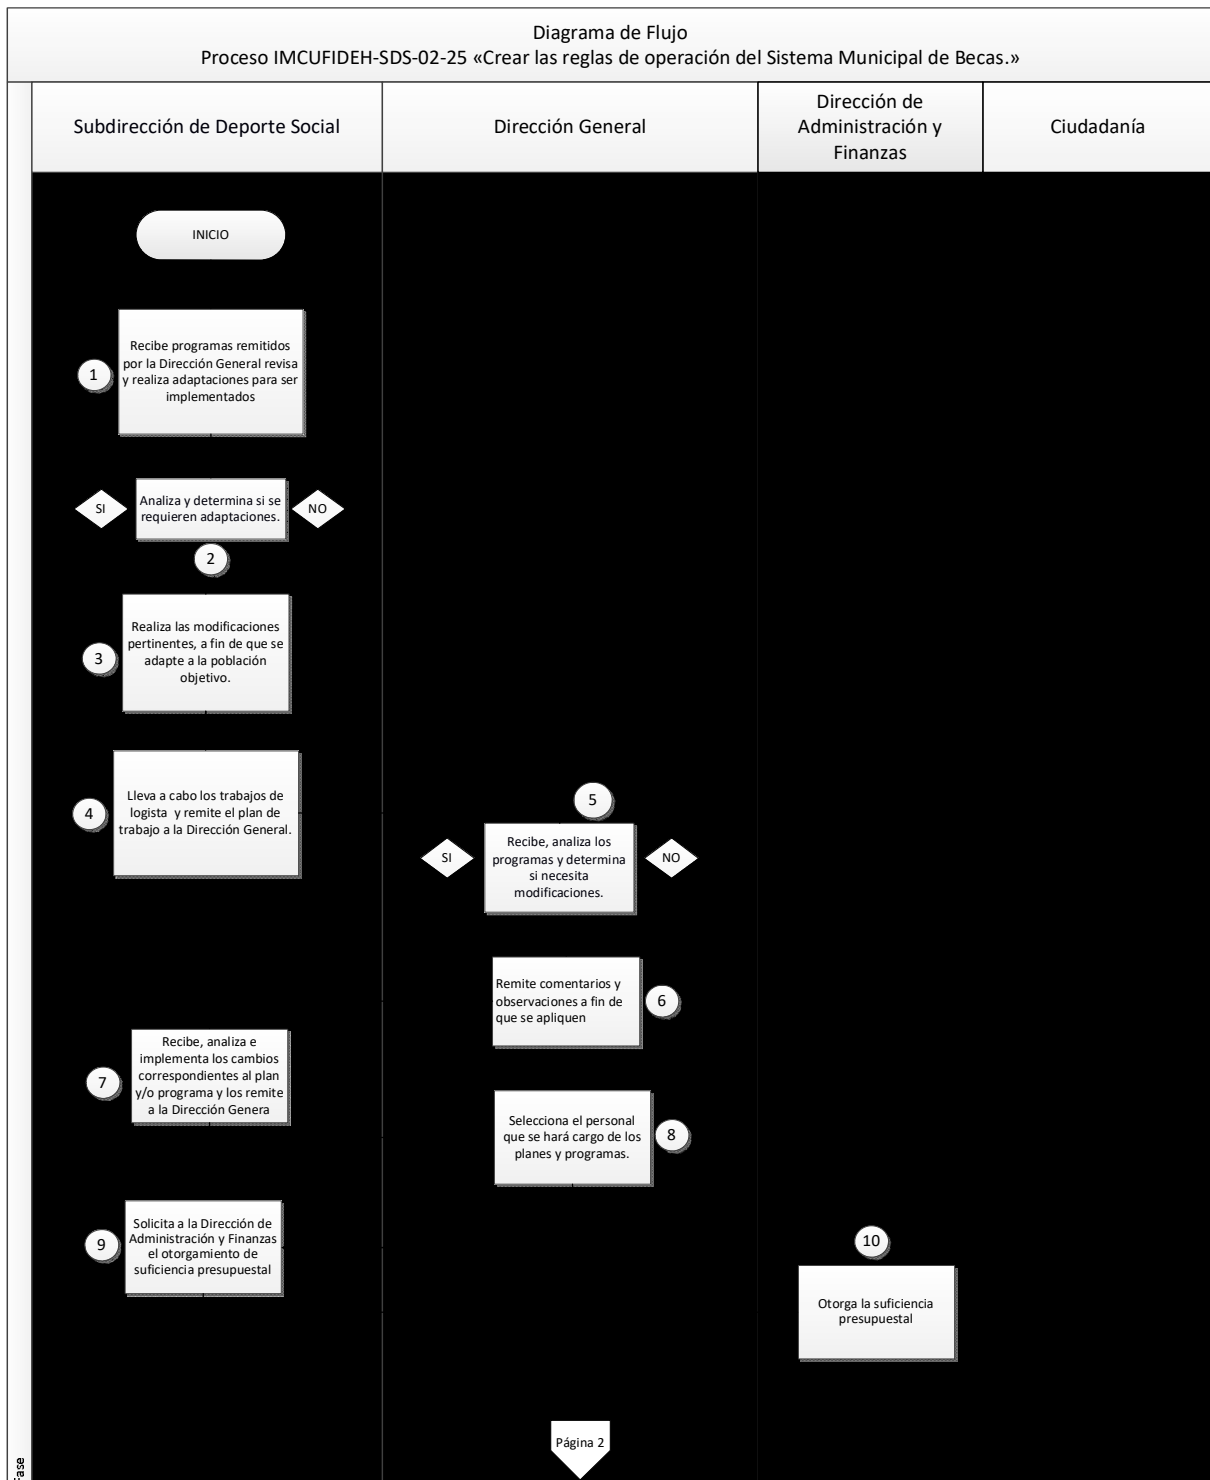 Diagrama de Flujo
Proceso IMCUFIDEH-SDS-02-25 «Crear las reglas de operación del Sistema Municipal de Becas.»
Subdirección de Deporte Social
Dirección General
Dirección de
Administración y
Finanzas
Ciudadanía
INICIO
1
Recibe programas remitidos
por la Dirección General revisa
y realiza adaptaciones para ser
implementados
SI
Analiza y determina si se
requieren adaptaciones.
NO
2
3
Realiza las modificaciones
pertinentes, a fin de que se
adapte a la población
objetivo.
4
Lleva a cabo los trabajos de
logista y remite el plan de
trabajo a la Dirección General.
5
SI
Recibe, analiza los
programas y determina
si necesita
modificaciones.
NO
Remite comentarios y
observaciones a fin de
que se apliquen
6
7
Recibe, analiza e
implementa los cambios
correspondientes al plan
y/o programa y los remite
a la Dirección Genera
Selecciona el personal
que se hará cargo de los
planes y programas.
8
9
Solicita a la Dirección de
Administración y Finanzas
el otorgamiento de
suficiencia presupuestal
10
Otorga la suficiencia
presupuestal
Página 2
Fase